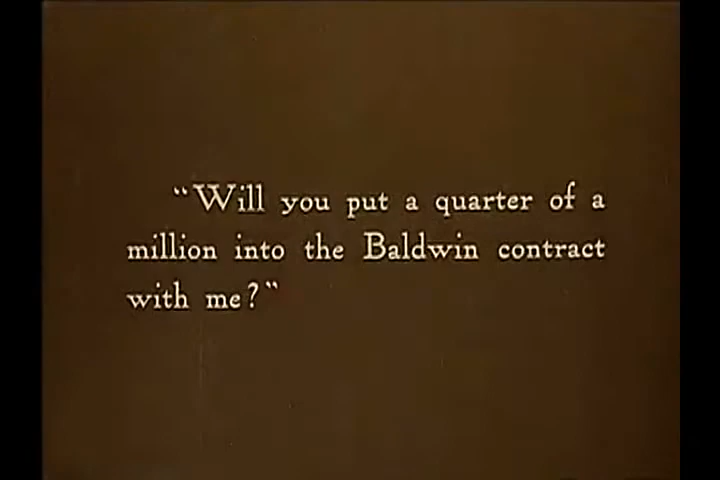 “Will you put a quarter of a
million into the Baldwin contract
with me?“